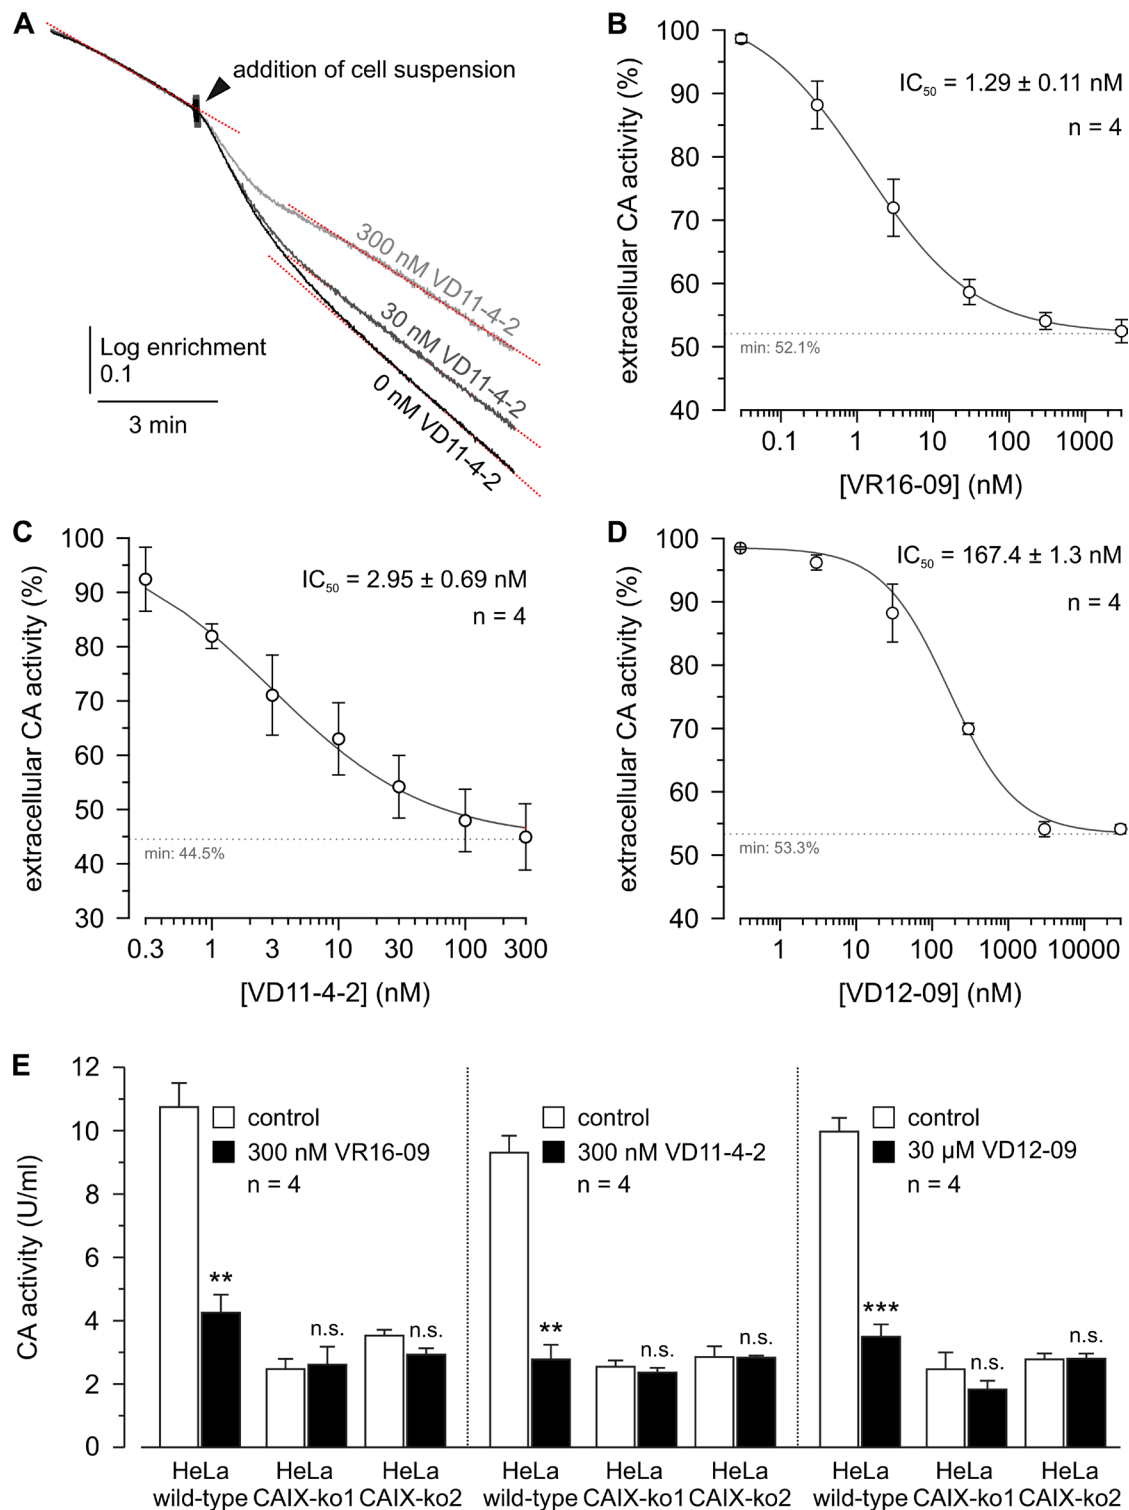 A
addition of cell suspension
300 nM VD11-4-2
30 nM VD11-4-2
0 nM VD11-4-2
Log enrichment
0.1
3 min
B
extracellular CA activity (%)
100
90
80
70
60
50
40
IC₅₀ = 1.29 ± 0.11 nM
n = 4
min: 52.1%
0.1 1 10 100 1000
[VR16-09] (nM)
C
extracellular CA activity (%)
100
90
80
70
60
50
40
30
IC₅₀ = 2.95 ± 0.69 nM
n = 4
min: 44.5%
0.3 1 3 10 30 100 300
[VD11-4-2] (nM)
D
extracellular CA activity (%)
100
90
80
70
60
50
40
IC₅₀ = 167.4 ± 1.3 nM
n = 4
min: 53.3%
1 10 100 1000 10000
[VD12-09] (nM)
E
CA activity (U/ml)
12
10
8
6
4
2
0
control
300 nM VR16-09
n = 4
** n.s. n.s.
control
300 nM VD11-4-2
n = 4
** n.s. n.s.
control
30 µM VD12-09
n = 4
*** n.s. n.s.
HeLa HeLa HeLa HeLa HeLa HeLa HeLa HeLa HeLa
wild-type CAIX-ko1 CAIX-ko2 wild-type CAIX-ko1 CAIX-ko2 wild-type CAIX-ko1 CAIX-ko2